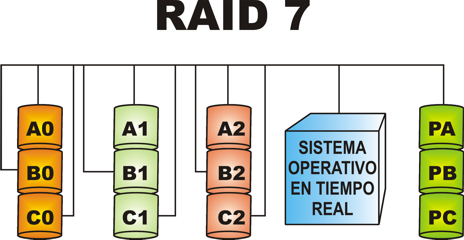 RAID 7
A0 A1 A2 PA
B0 B1 B2 PB
C0 C1 C2 PC
SISTEMA
OPERATIVO
EN TIEMPO
REAL